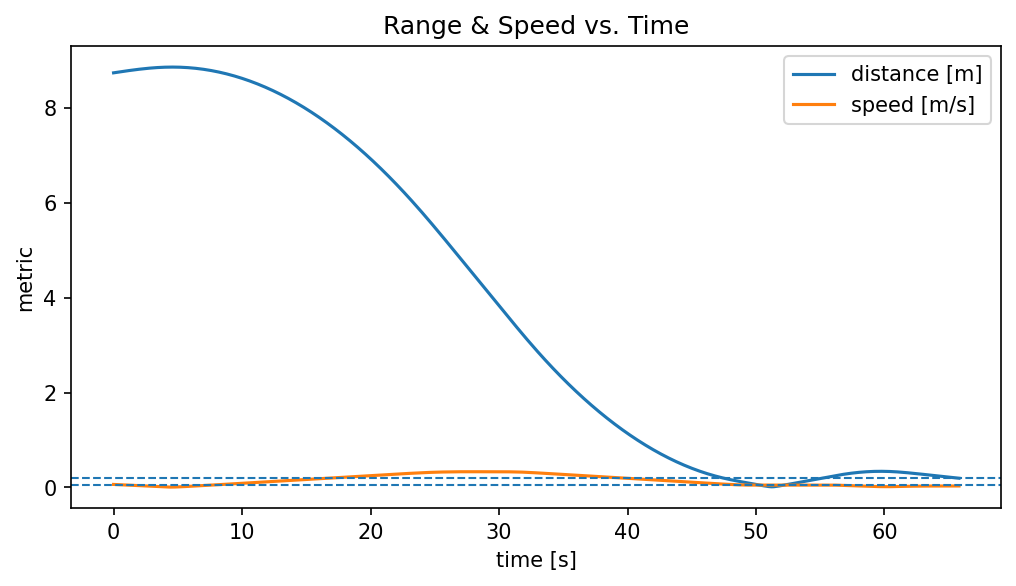 Range & Speed vs. Time
distance [m]
speed [m/s]
metric
8
6
4
2
0
0 10 20 30 40 50 60
time [s]